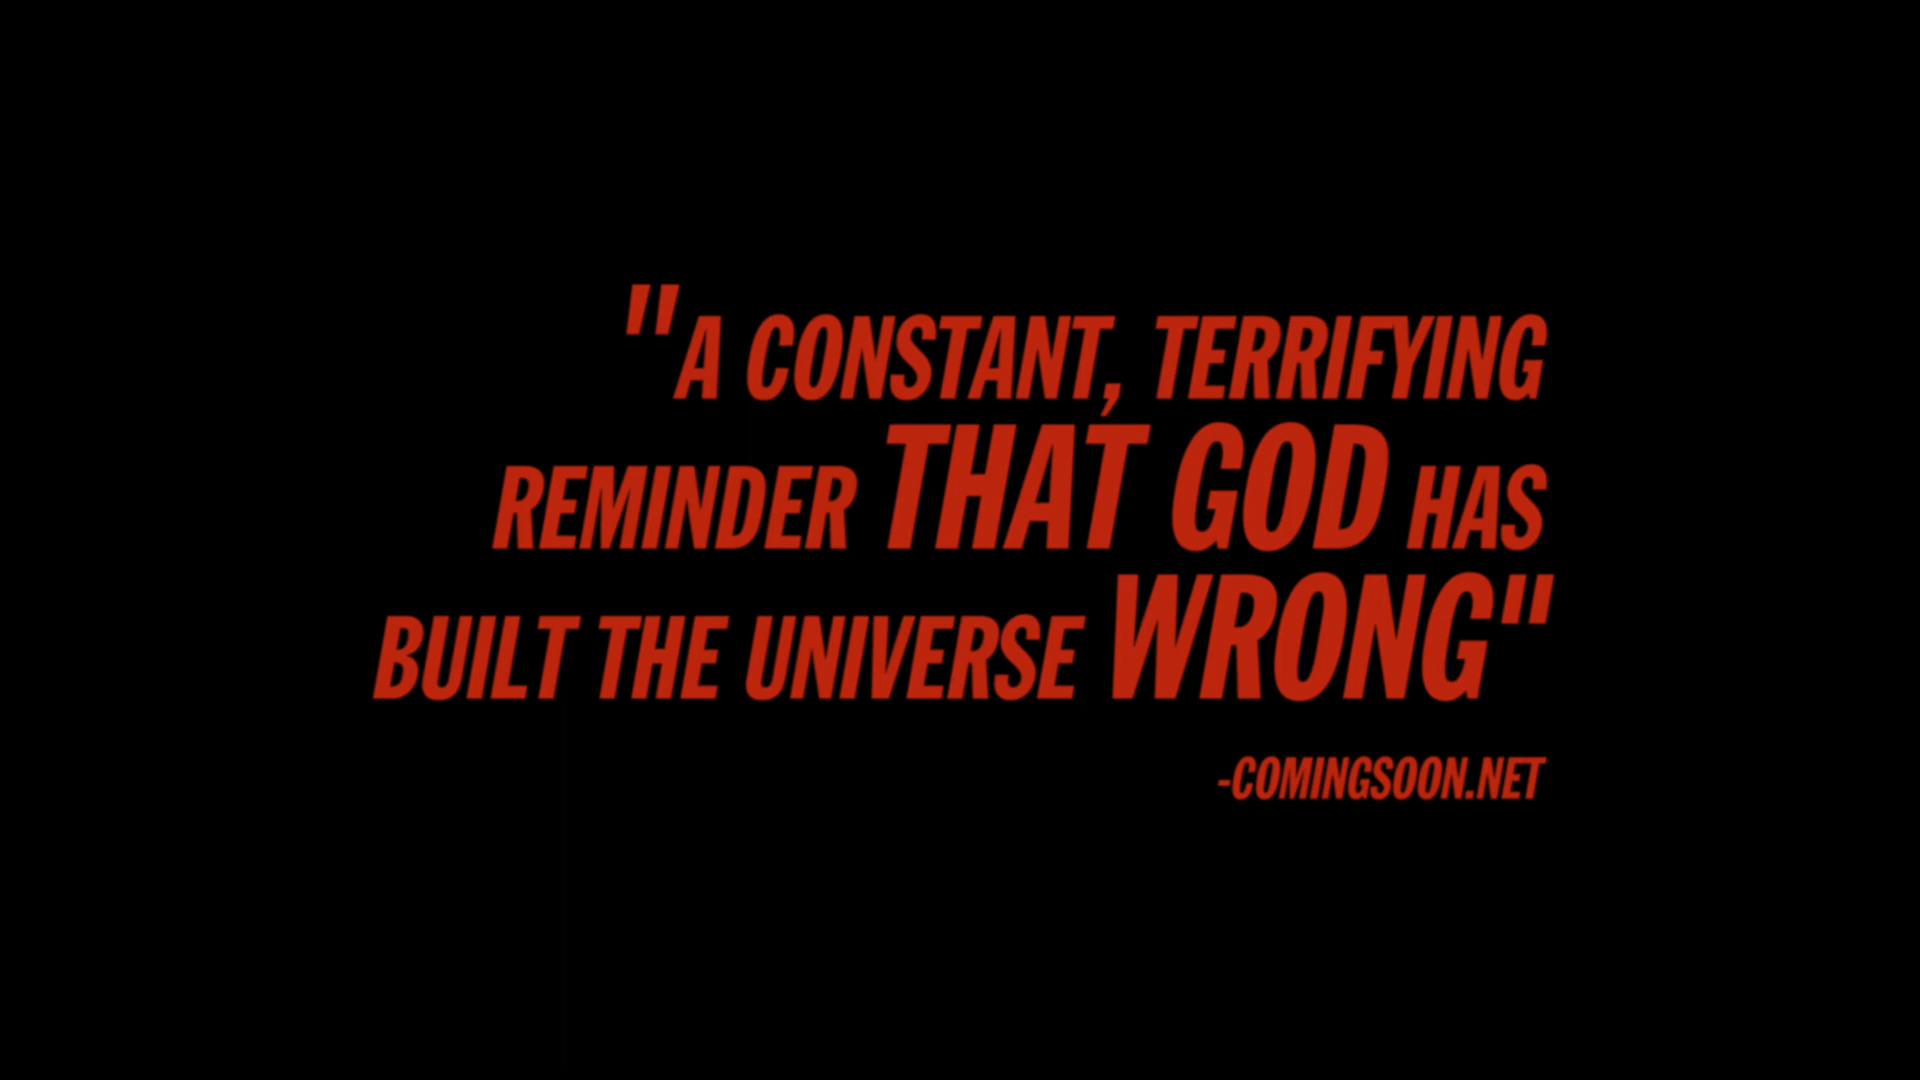 "A CONSTANT, TERRIFYING
REMINDER THAT GOD HAS
BUILT THE UNIVERSE WRONG"
-COMINGSOON.NET